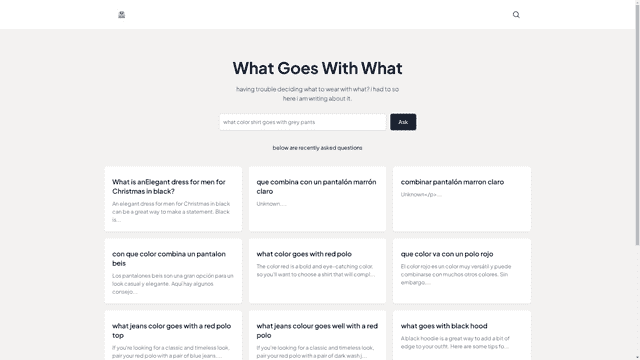 What Goes With What
having trouble deciding what to wear with what? i had to so
here i am writing about it.
what color shirt goes with grey pants
Ask
below are recently asked questions
What is anElegant dress for men for
Christmas in black?
An elegant dress for men for Christmas in black
can be a great way to make a statement. Black
is...
que combina con un pantalón marrón
claro
Unknown....
combinar pantalón marron claro
Unknown</p>...
con que color combina un pantalon
beis
Los pantalones beis son una gran opción para un
look casual y elegante. Aquí hay algunos
consejo...
what color goes with red polo
The color red is a bold and eye-catching color,
so you'll want to choose a shirt that will compl...
que color va con un polo rojo
El color rojo es un color muy versátil y puede
combinarse con muchos otros colores. Sin
embargo,...
what jeans color goes with a red polo
top
If you're looking for a classic and timeless look,
pair your red polo with a pair of blue jeans....
what jeans colour goes well with a red
polo
If you're looking for a classic and timeless look,
pair your red polo with a pair of dark wash j...
what goes with black hood
A black hoodie is a great way to add a bit of
edge to your outfit. Here are some tips fo...